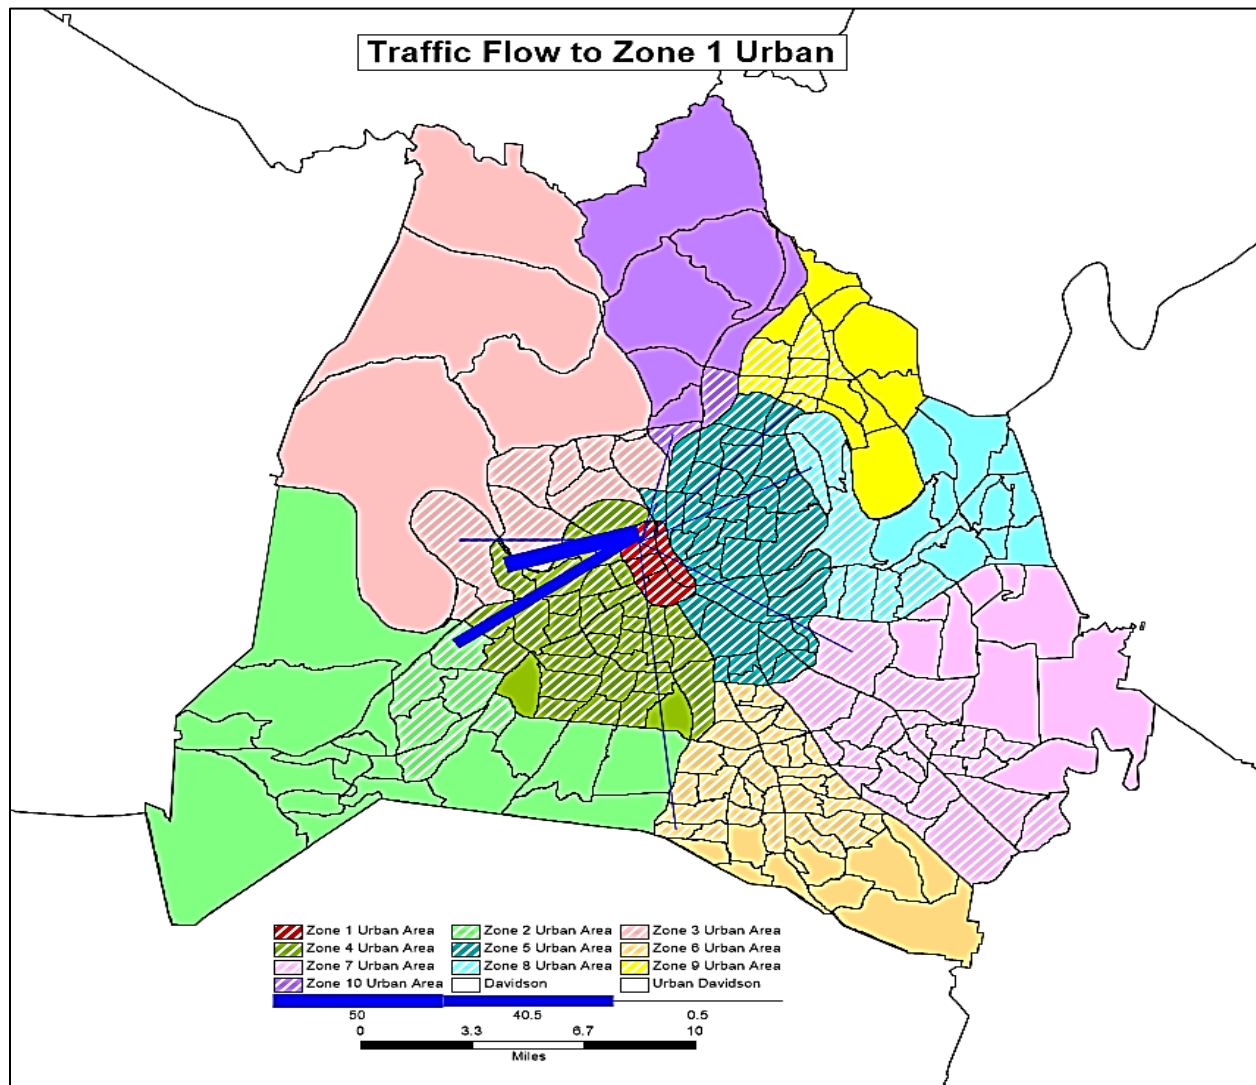 Traffic Flow to Zone 1 Urban
Zone 1 Urban Area Zone 2 Urban Area Zone 3 Urban Area
Zone 4 Urban Area Zone 5 Urban Area Zone 6 Urban Area
Zone 7 Urban Area Zone 8 Urban Area Zone 9 Urban Area
Zone 10 Urban Area Davidson Urban Davidson
50 40.5 0.5
0 3.3 6.7 10
Miles